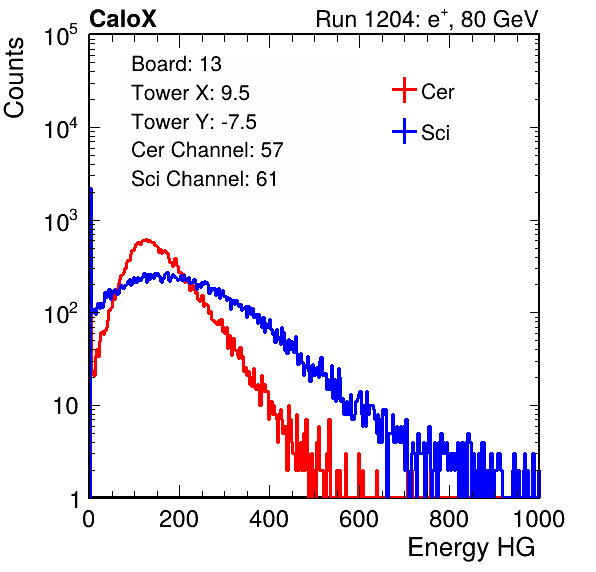 CaloX Run 1204: e⁺, 80 GeV
Counts
10⁵
10⁴
10³
10²
10
1
Board: 13
Tower X: 9.5
Tower Y: -7.5
Cer Channel: 57
Sci Channel: 61
Cer
Sci
0 200 400 600 800 1000
Energy HG